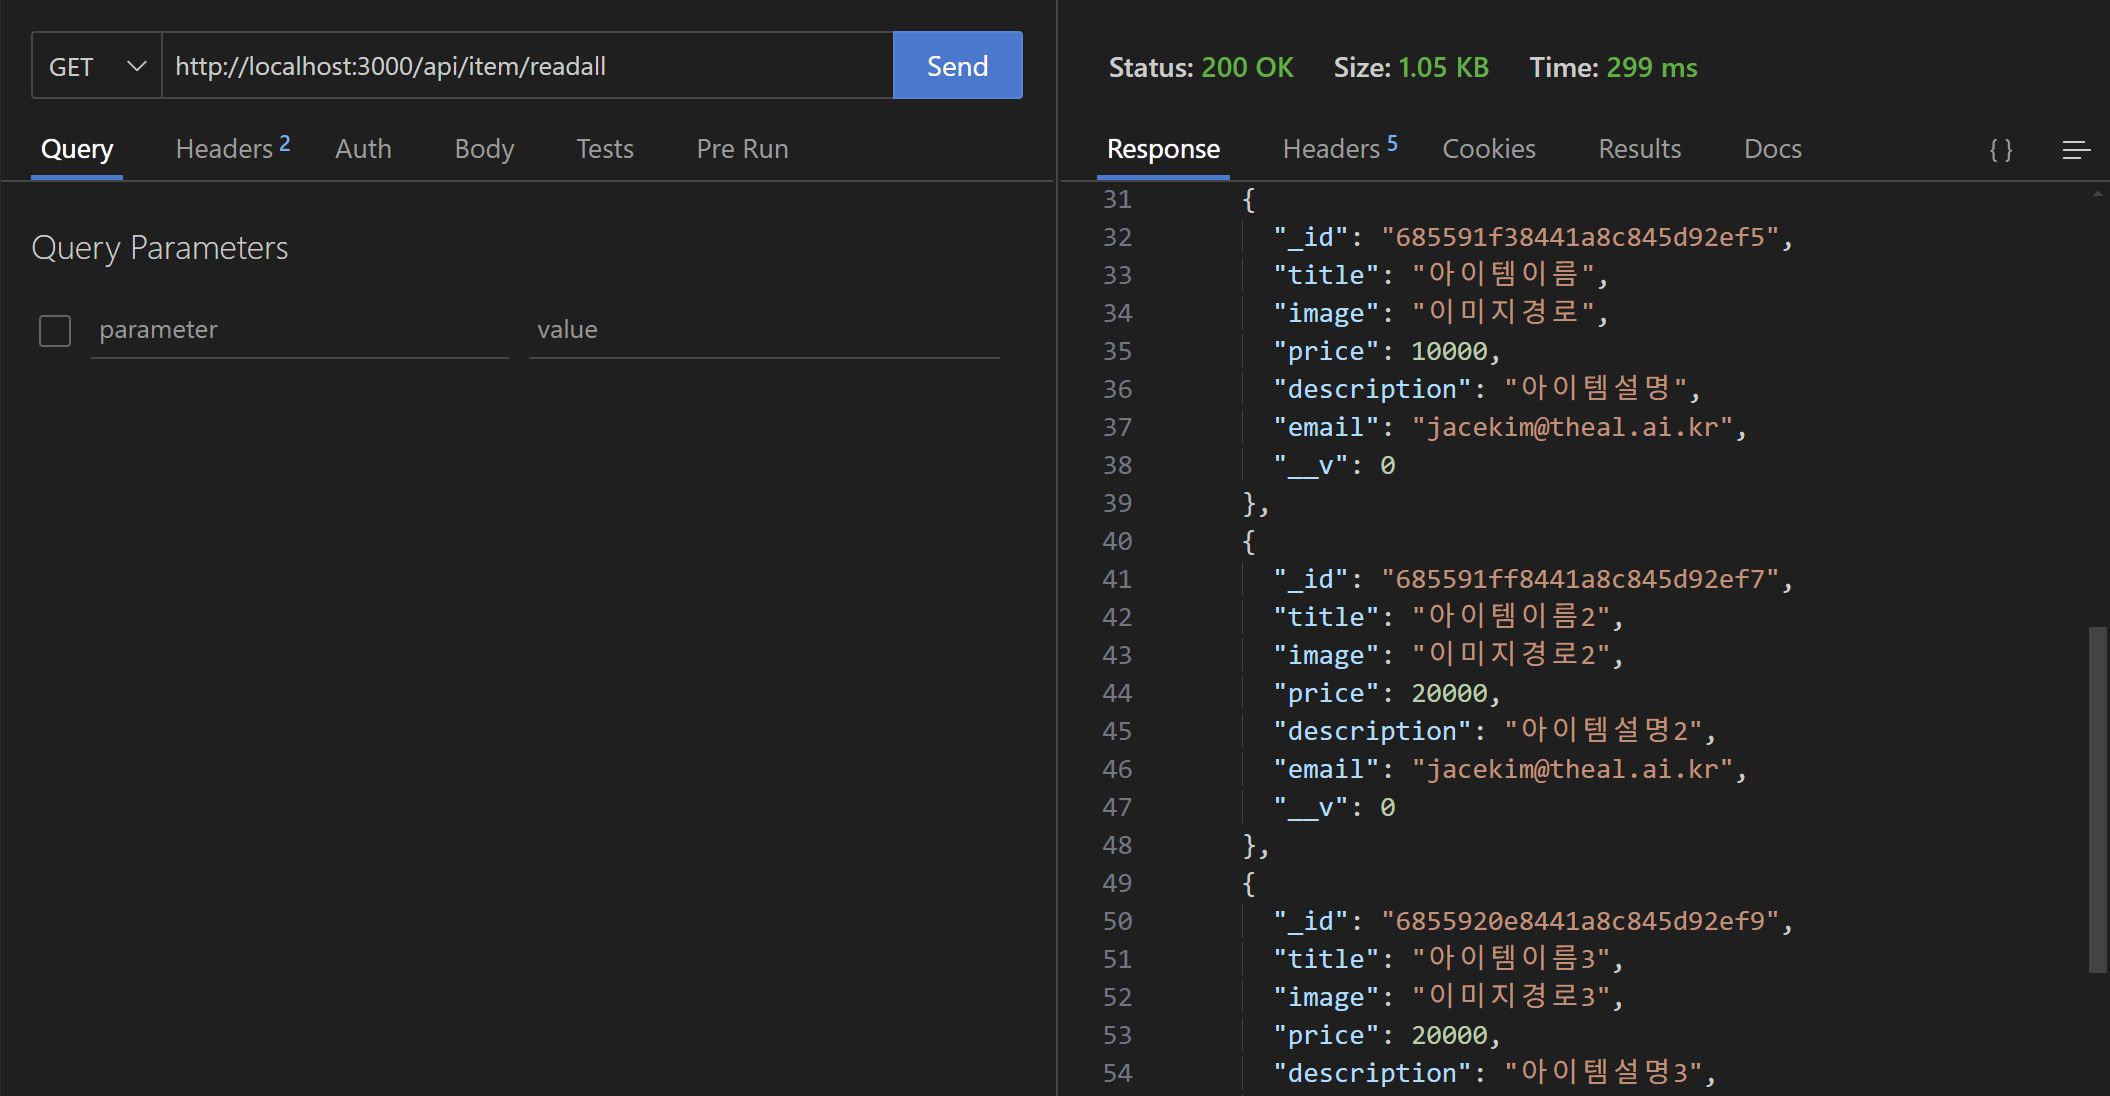 GET http://localhost:3000/api/item/readall Send
Query Headers 2 Auth Body Tests Pre Run
Query Parameters
parameter value
Status: 200 OK Size: 1.05 KB Time: 299 ms
Response Headers 5 Cookies Results Docs { }
31 {
32 "_id": "685591f38441a8c845d92ef5",
33 "title": "아이템이름",
34 "image": "이미지경로",
35 "price": 10000,
36 "description": "아이템설명",
37 "email": "jacekim@theal.ai.kr",
38 "__v": 0
39 },
40 {
41 "_id": "685591ff8441a8c845d92ef7",
42 "title": "아이템이름2",
43 "image": "이미지경로2",
44 "price": 20000,
45 "description": "아이템설명2",
46 "email": "jacekim@theal.ai.kr",
47 "__v": 0
48 },
49 {
50 "_id": "6855920e8441a8c845d92ef9",
51 "title": "아이템이름3",
52 "image": "이미지경로3",
53 "price": 20000,
54 "description": "아이템설명3",